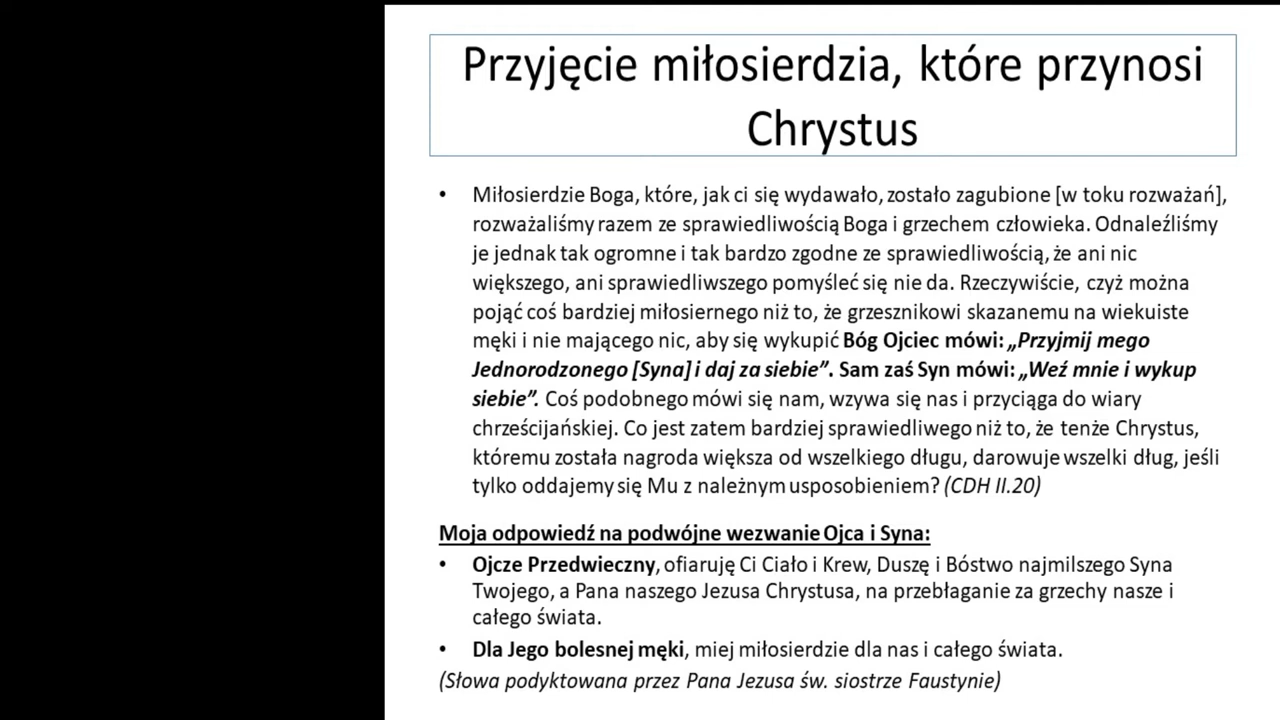 Przyjęcie miłosierdzia, które przynosi
Chrystus
• Miłosierdzie Boga, które, jak ci się wydawało, zostało zagubione [w toku rozważań],
rozważaliśmy razem ze sprawiedliwością Boga i grzechem człowieka. Odnaleźliśmy
je jednak tak ogromne i tak bardzo zgodne ze sprawiedliwością, że ani nic
większego, ani sprawiedliwszego pomyśleć się nie da. Rzeczywiście, czyż można
pojąć coś bardziej miłosiernego niż to, że grzesznikowi skazanemu na wiekuiste
męki i nie mającego nic, aby się wykupić Bóg Ojciec mówi: „Przyjmij mego
Jednorodzonego [Syna] i daj za siebie”. Sam zaś Syn mówi: „Weź mnie i wykup
siebie”. Coś podobnego mówi się nam, wzywa się nas i przyciąga do wiary
chrześcijańskiej. Co jest zatem bardziej sprawiedliwego niż to, że tenże Chrystus,
któremu została nagroda większa od wszelkiego długu, darowuje wszelki dług, jeśli
tylko oddajemy się Mu z należnym usposobieniem? (CDH II.20)
Moja odpowiedź na podwójne wezwanie Ojca i Syna:
• Ojcze Przedwieczny, ofiaruję Ci Ciało i Krew, Duszę i Bóstwo najmilszego Syna
Twojego, a Pana naszego Jezusa Chrystusa, na przebłaganie za grzechy nasze i
całego świata.
• Dla Jego bolesnej męki, miej miłosierdzie dla nas i całego świata.
(Słowa podyktowana przez Pana Jezusa św. siostrze Faustynie)